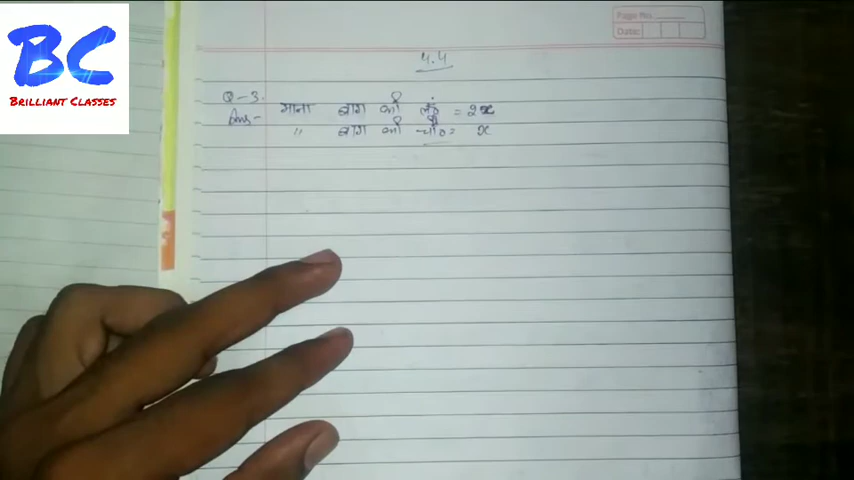 BC
BRILLIANT CLASSES
Page No.
Date:
4.4
Q-3.
Ans- माना बाग की लं० = 2x
" बाग की चौ० = x